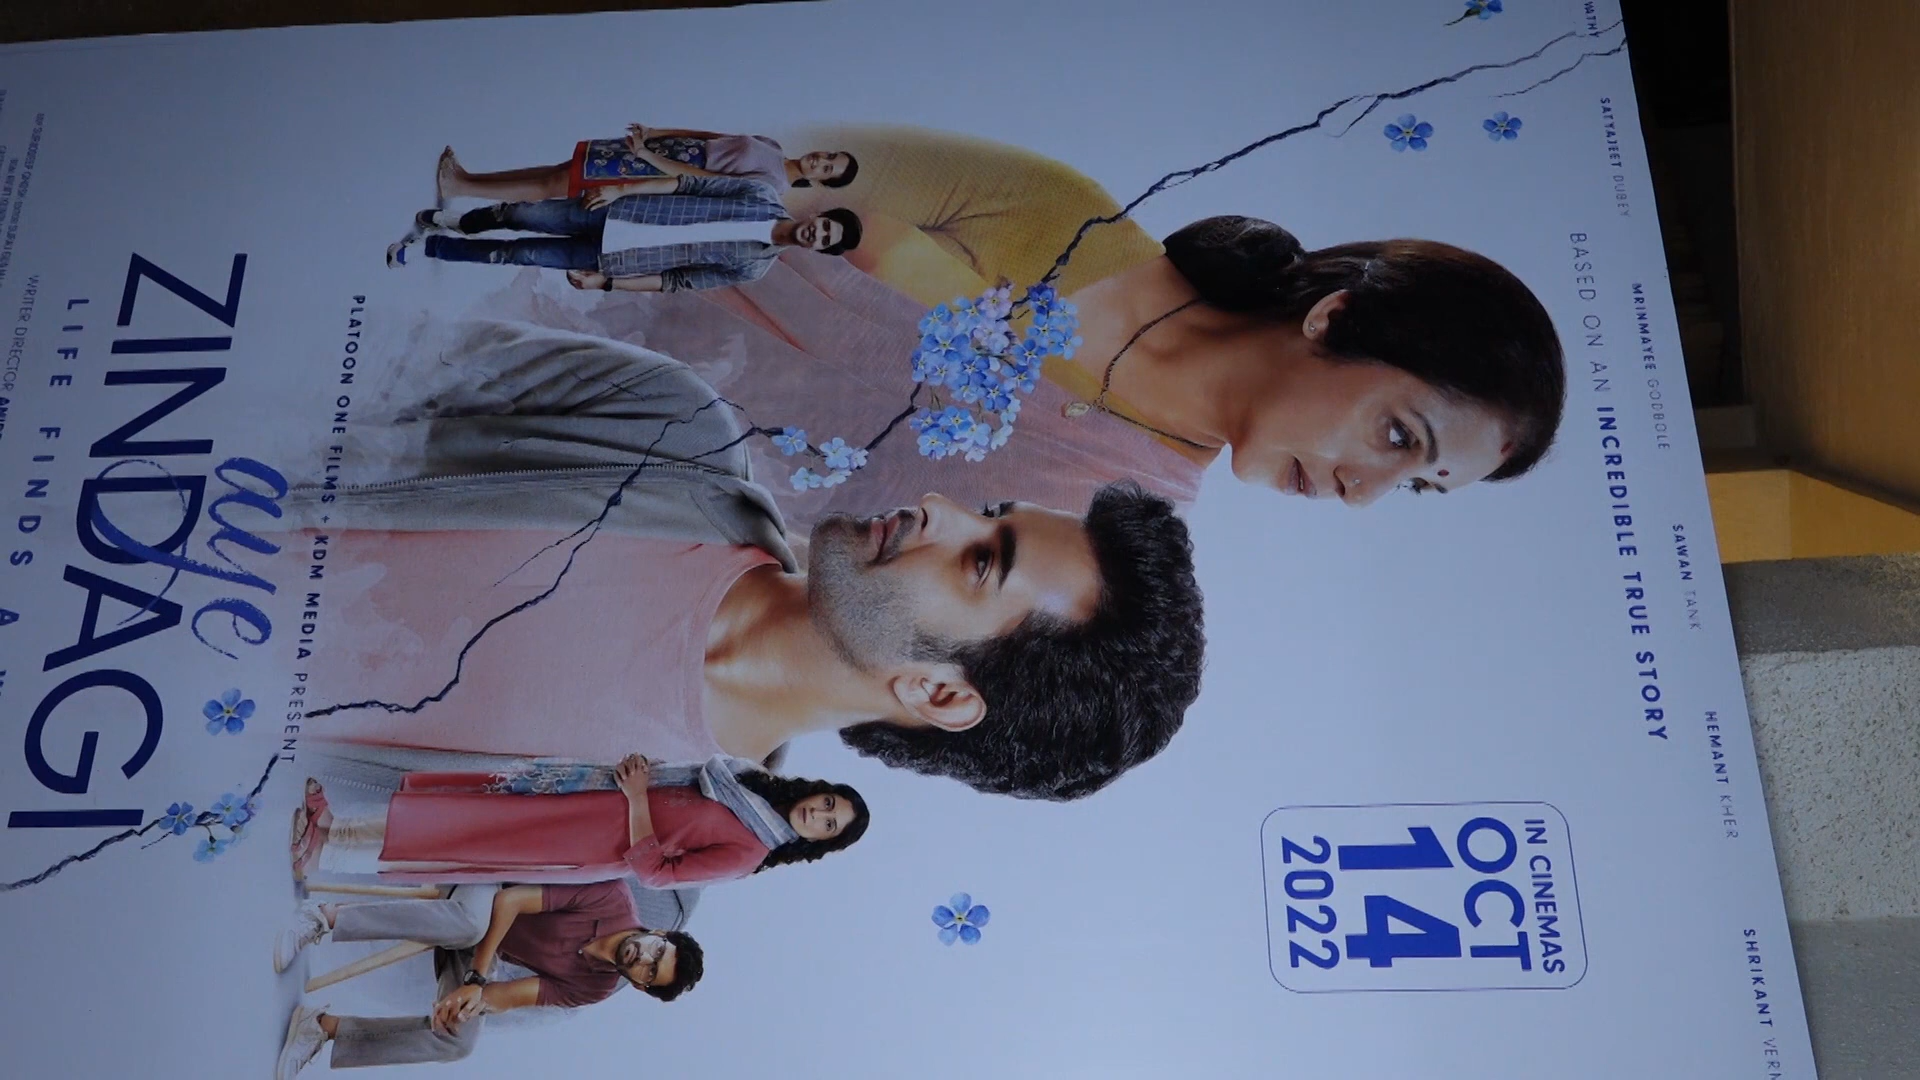 SATYAJEET DUBEY
MRINMAYEE GODBOLE
SAWAN TANK
HEMANT KHER
SHRIKANT
BASED ON AN INCREDIBLE TRUE STORY
IN CINEMAS
OCT
14
2022
PLATOON ONE FILMS + KDM MEDIA PRESENT
aye
ZINDAGI
LIFE FINDS A
WRITER DIRECTOR